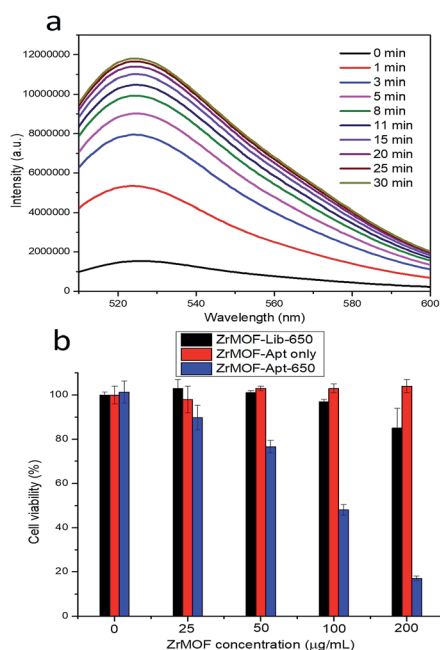 a
12000000
10000000
8000000
6000000
4000000
2000000
0
Intensity (a.u.)
520
540
560
580
600
Wavelength (nm)
0 min
1 min
3 min
5 min
8 min
11 min
15 min
20 min
25 min
30 min
b
ZrMOF-Lib-650
ZrMOF-Apt only
ZrMOF-Apt-650
100
80
60
40
20
0
Cell viability (%)
0
25
50
100
200
ZrMOF concentration (μg/mL)